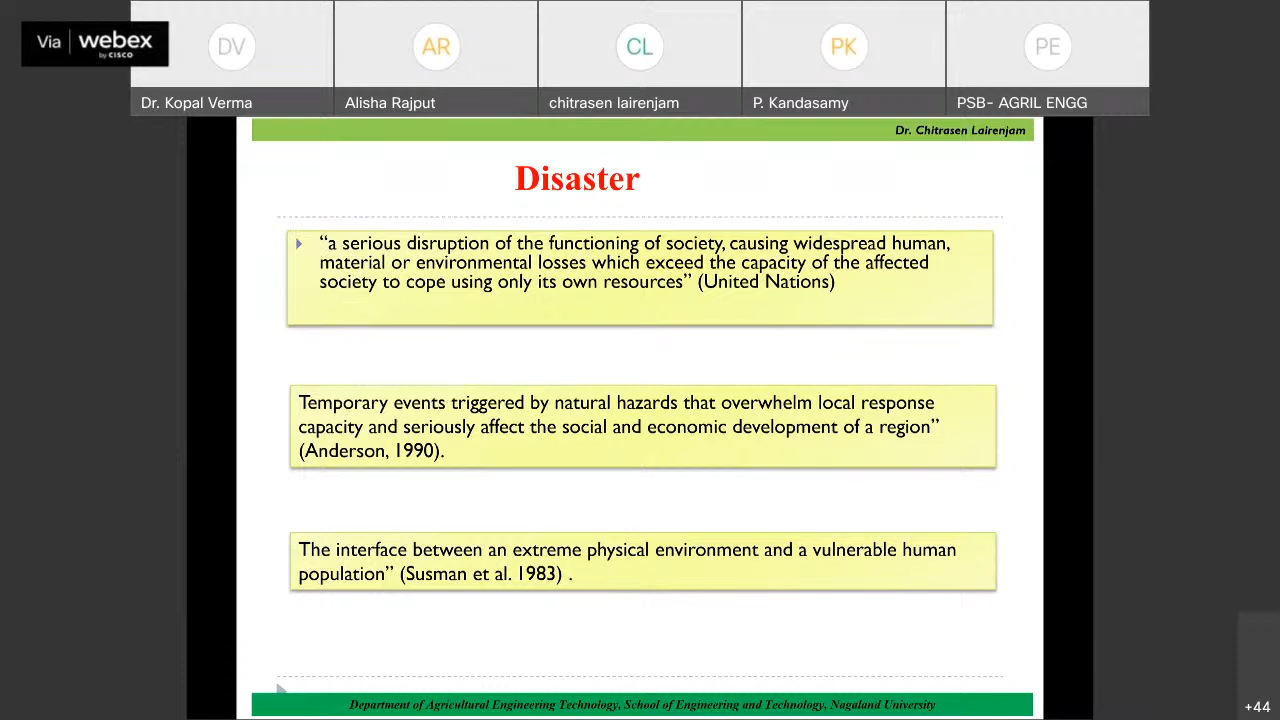 Via webex
by CISCO
DV
AR
CL
PK
PE
Dr. Kopal Verma
Alisha Rajput
chitrasen lairenjam
P. Kandasamy
PSB- AGRIL ENGG
Dr. Chitrasen Lairenjam
Disaster
“a serious disruption of the functioning of society, causing widespread human,
material or environmental losses which exceed the capacity of the affected
society to cope using only its own resources” (United Nations)
Temporary events triggered by natural hazards that overwhelm local response
capacity and seriously affect the social and economic development of a region”
(Anderson, 1990).
The interface between an extreme physical environment and a vulnerable human
population” (Susman et al. 1983) .
Department of Agricultural Engineering Technology, School of Engineering and Technology, Nagaland University
+44